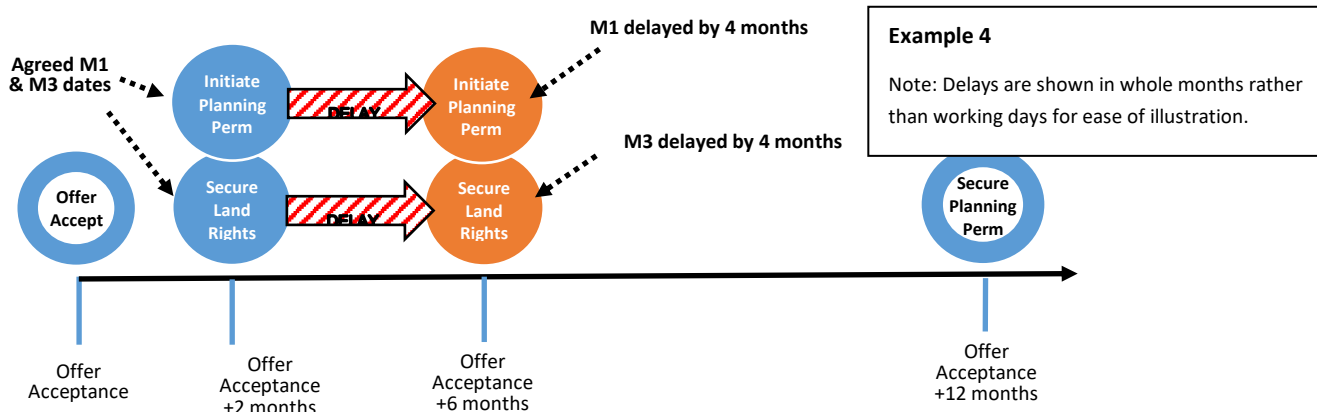 Example 4
Note: Delays are shown in whole months rather
than working days for ease of illustration.
M1 delayed by 4 months
Agreed M1
& M3 dates
Initiate
Planning
Perm
DELAY
Initiate
Planning
Perm
M3 delayed by 4 months
Offer
Accept
Secure
Land
Rights
DELAY
Secure
Land
Rights
Secure
Planning
Perm
Offer
Acceptance
Offer
Acceptance
+2 months
Offer
Acceptance
+6 months
Offer
Acceptance
+12 months